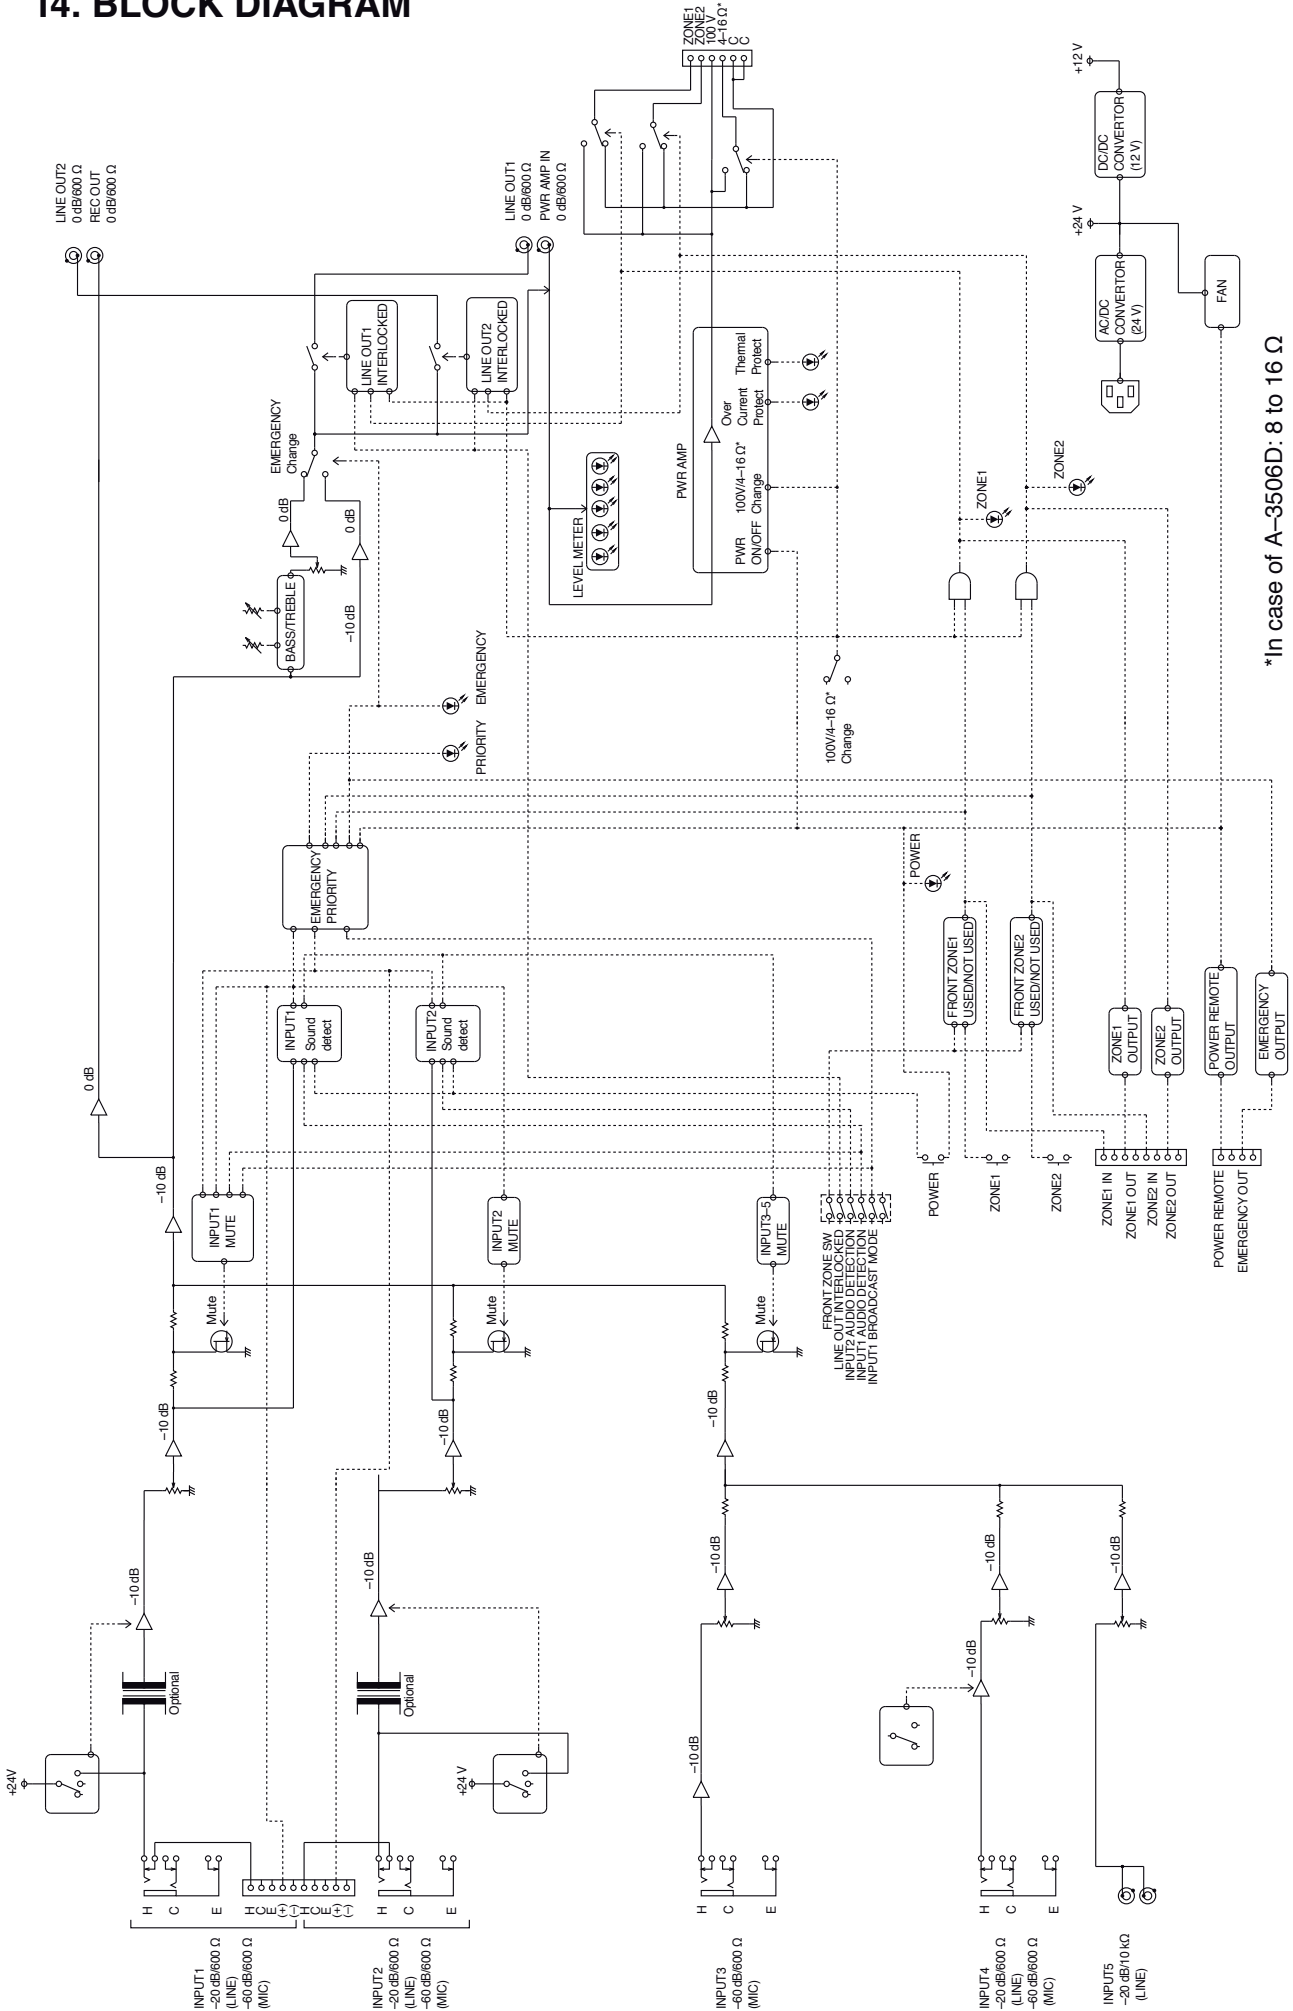 14. BLOCK DIAGRAM
LINE OUT2
0 dB/600 Ω
REC OUT
0 dB/600 Ω
LINE OUT1
0 dB/600 Ω
PWR AMP IN
0 dB/600 Ω
ZONE1
ZONE2
100 V
4–16 Ω*
C
C
+12 V
DC/DC
CONVERTOR
(12 V)
+24 V
AC/DC
CONVERTOR
(24 V)
FAN
LINE OUT1
INTERLOCKED
LINE OUT2
INTERLOCKED
EMERGENCY
Change
0 dB
0 dB
BASS/TREBLE
–10 dB
LEVEL METER
PWR AMP
PWR
ON/OFF
100V/4–16 Ω*
Change
Over
Current
Protect
Thermal
Protect
ZONE1
ZONE2
PRIORITY
EMERGENCY
100V/4–16 Ω*
Change
EMERGENCY
PRIORITY
POWER
0 dB
–10 dB
INPUT1
Sound
detect
INPUT2
Sound
detect
FRONT ZONE1
USED/NOT USED
FRONT ZONE2
USED/NOT USED
ZONE1
OUTPUT
ZONE2
OUTPUT
POWER REMOTE
OUTPUT
EMERGENCY
OUTPUT
INPUT1
MUTE
INPUT2
MUTE
INPUT3–5
MUTE
Mute
Mute
Mute
FRONT ZONE SW
LINE OUT INTERLOCKED
INPUT2 AUDIO DETECTION
INPUT1 AUDIO DETECTION
INPUT1 BROADCAST MODE
POWER
ZONE1
ZONE2
ZONE1 IN
ZONE1 OUT
ZONE2 IN
ZONE2 OUT
POWER REMOTE
EMERGENCY OUT
–10 dB
–10 dB
–10 dB
–10 dB
–10 dB
–10 dB
–10 dB
–10 dB
Optional
Optional
–10 dB
–10 dB
+24V
+24 V
H
C
E
H
C
E
(+)
(–)
H
C
E
(+)
(–)
H
C
E
H
C
E
H
C
E
INPUT1
–20 dB/600 Ω
(LINE)
–60 dB/600 Ω
(MIC)
INPUT2
–20 dB/600 Ω
(LINE)
–60 dB/600 Ω
(MIC)
INPUT3
–60 dB/600 Ω
(MIC)
INPUT4
–20 dB/600 Ω
(LINE)
–60 dB/600 Ω
(MIC)
INPUT5
–20 dB/10 kΩ
(LINE)
*In case of A–3506D: 8 to 16 Ω